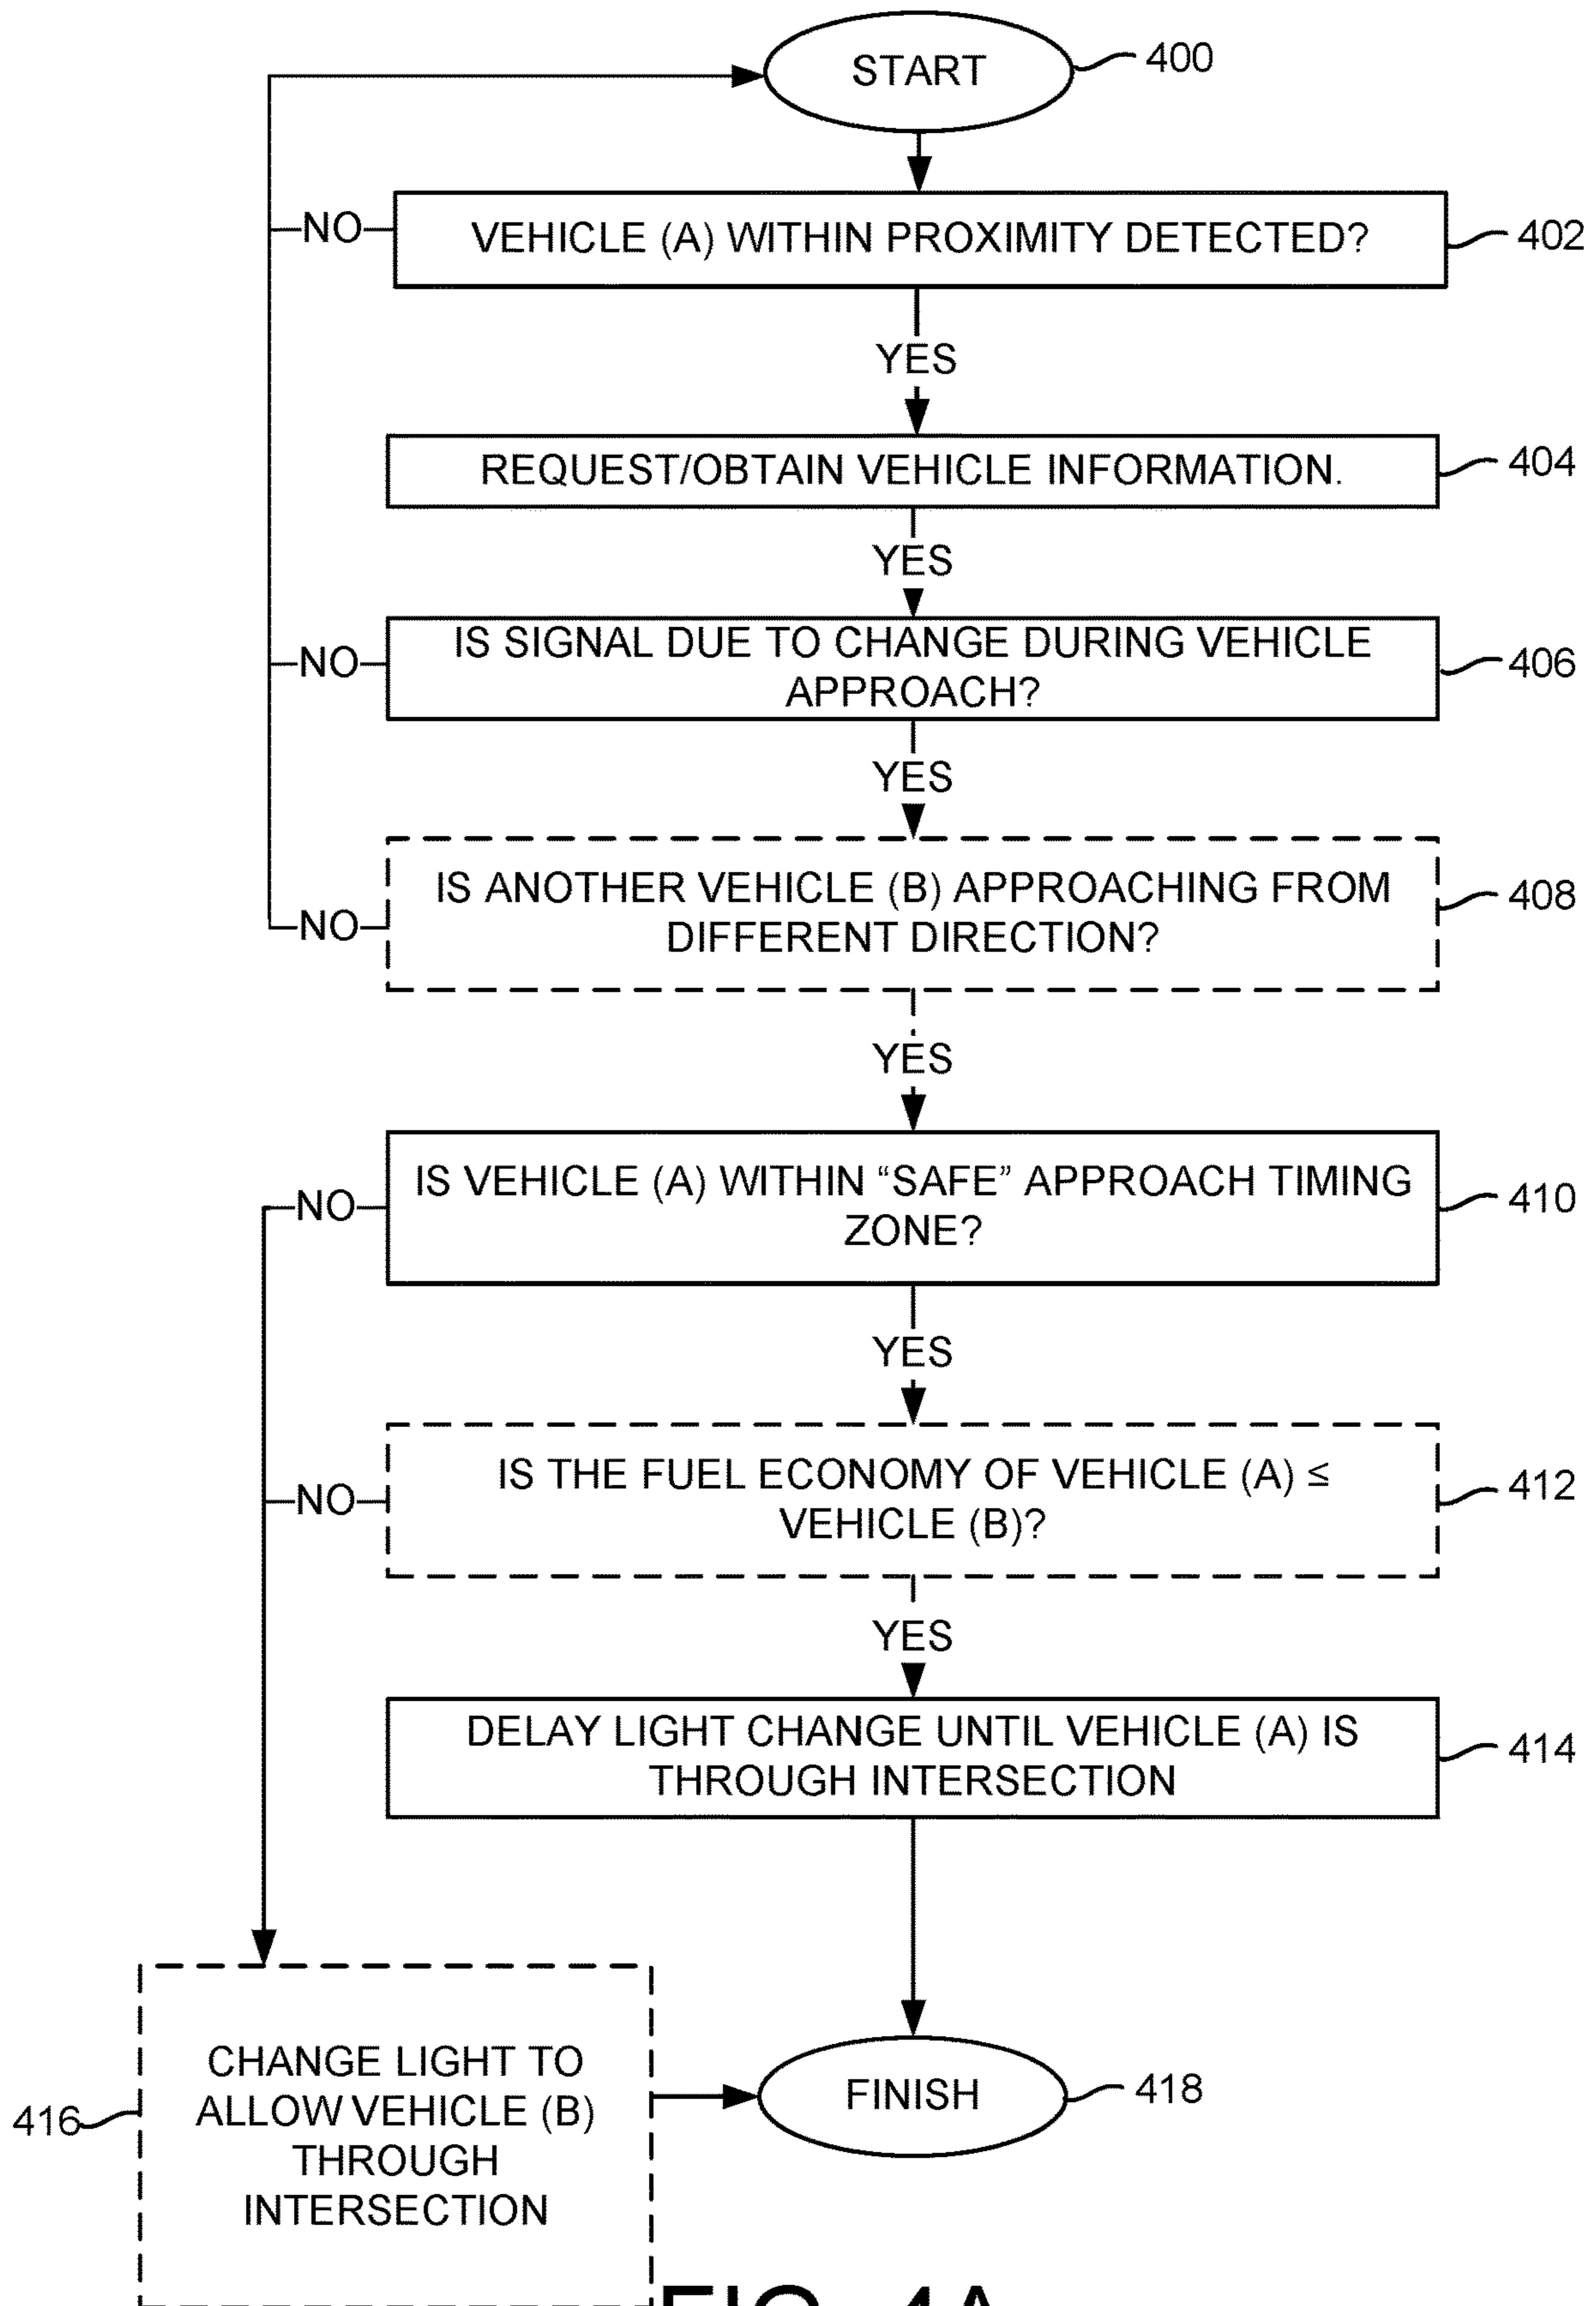 START
400
NO
VEHICLE (A) WITHIN PROXIMITY DETECTED?
402
YES
REQUEST/OBTAIN VEHICLE INFORMATION.
404
YES
NO
IS SIGNAL DUE TO CHANGE DURING VEHICLE
APPROACH?
406
YES
NO
IS ANOTHER VEHICLE (B) APPROACHING FROM
DIFFERENT DIRECTION?
408
YES
NO
IS VEHICLE (A) WITHIN “SAFE” APPROACH TIMING
ZONE?
410
YES
NO
IS THE FUEL ECONOMY OF VEHICLE (A) ≤
VEHICLE (B)?
412
YES
DELAY LIGHT CHANGE UNTIL VEHICLE (A) IS
THROUGH INTERSECTION
414
416
CHANGE LIGHT TO
ALLOW VEHICLE (B)
THROUGH
INTERSECTION
FINISH
418
FIG. 4A